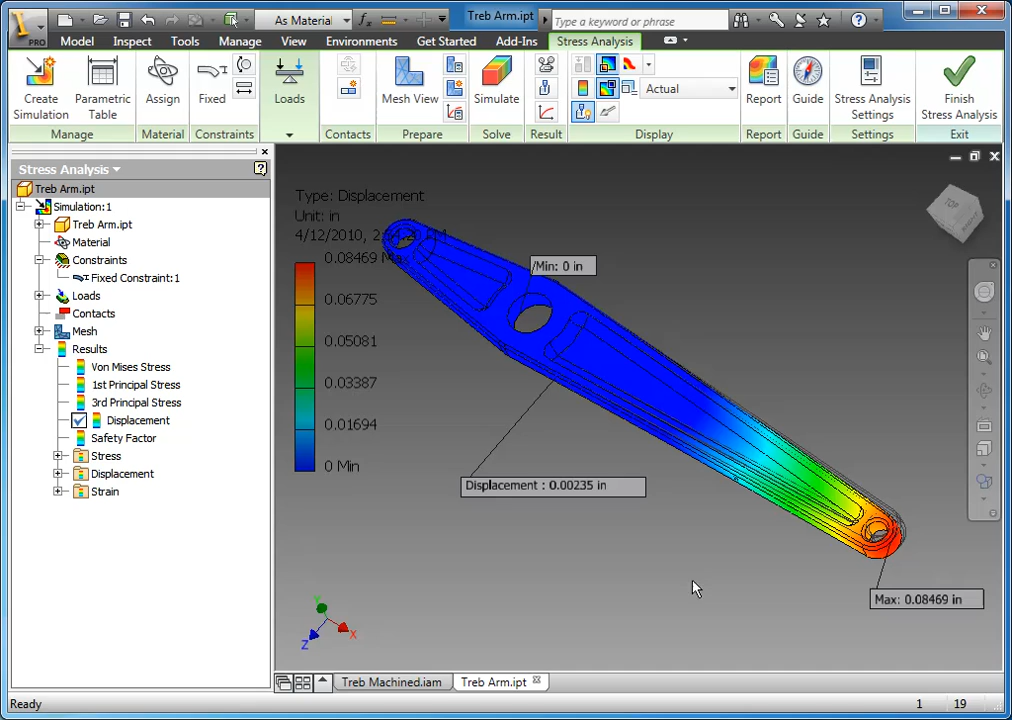 PRO
As Material
Treb Arm.ipt
Type a keyword or phrase
Model
Inspect
Tools
Manage
View
Environments
Get Started
Add-Ins
Stress Analysis
Create Simulation
Parametric Table
Assign
Fixed
Loads
Mesh View
Simulate
Actual
Report
Guide
Stress Analysis Settings
Finish Stress Analysis
Manage
Material
Constraints
Contacts
Prepare
Solve
Result
Display
Report
Guide
Settings
Exit
Stress Analysis
Treb Arm.ipt
Simulation:1
Treb Arm.ipt
Material
Constraints
Fixed Constraint:1
Loads
Contacts
Mesh
Results
Von Mises Stress
1st Principal Stress
3rd Principal Stress
Displacement
Safety Factor
Stress
Displacement
Strain
Type: Displacement
Unit: in
4/12/2010,
0.08469 Max
0.06775
0.05081
0.03387
0.01694
0 Min
Min: 0 in
Displacement : 0.00235 in
Max: 0.08469 in
TOP
RIGHT
Y
X
Z
Treb Machined.iam
Treb Arm.ipt
Ready
1
19